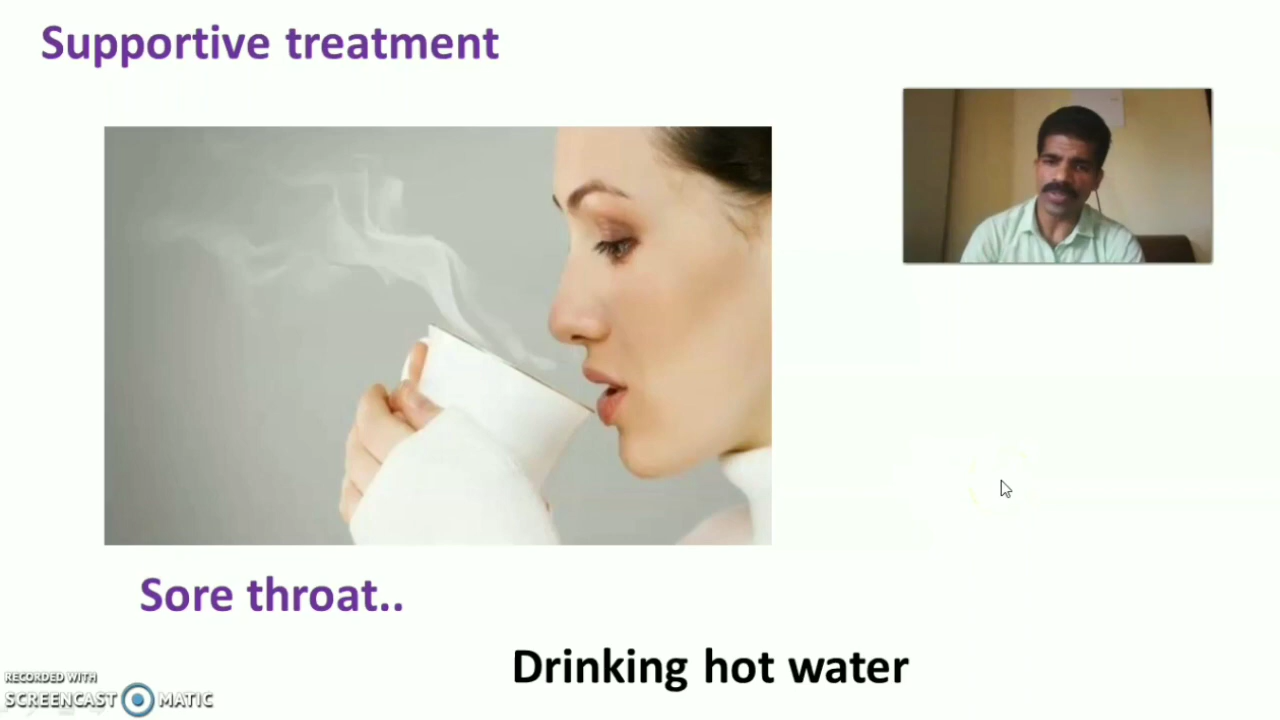 Supportive treatment
Sore throat..
Drinking hot water
RECORDED WITH
SCREENCAST MATIC